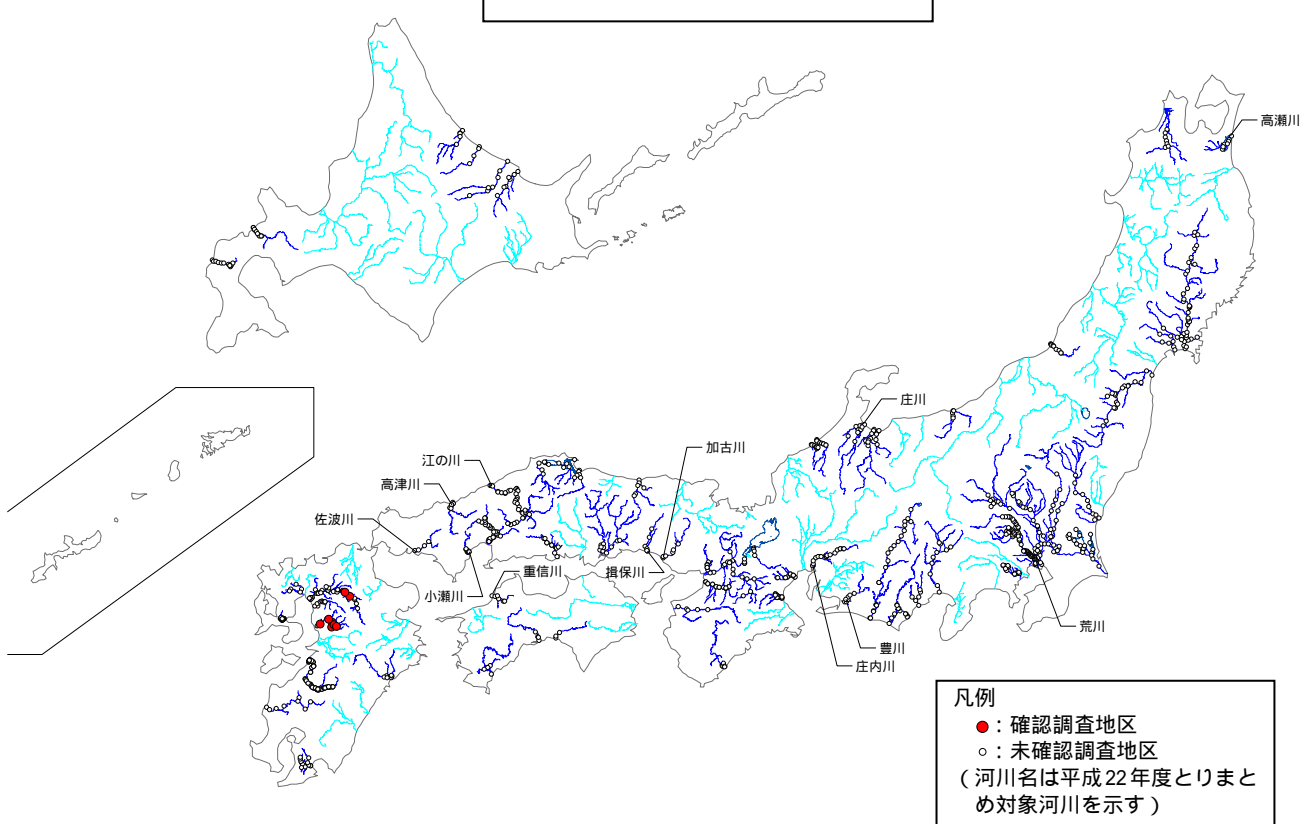 高瀬川
庄川
加古川
江の川
高津川
佐波川
重信川
揖保川
小瀬川
荒川
豊川
庄内川
凡例
●：確認調査地区
○：未確認調査地区
（河川名は平成22年度とりまと
め対象河川を示す）